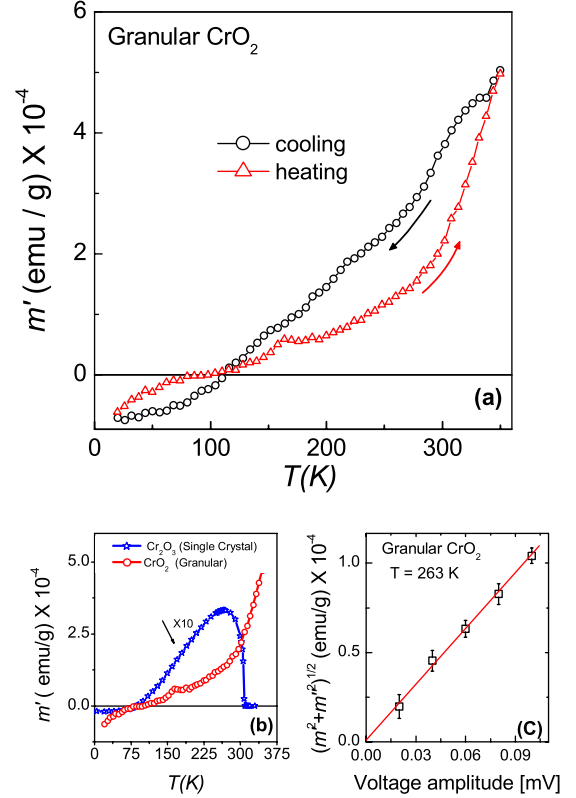 Granular CrO₂
cooling
heating
m' (emu / g) X 10⁻⁴
6
4
2
0
(a)
0 100 200 300
T(K)
Cr₂O₃ (Single Crystal)
CrO₂ (Granular)
X10
m' ( emu/g) X 10⁻⁴
5.0
2.5
0.0
(b)
0 75 150 225 300 375
T(K)
Granular CrO₂
T = 263 K
(m'²+m''²)^1/2 (emu/g) X 10⁻⁴
1.0
0.5
0.0
(C)
0.00 0.03 0.06 0.09
Voltage amplitude [mV]